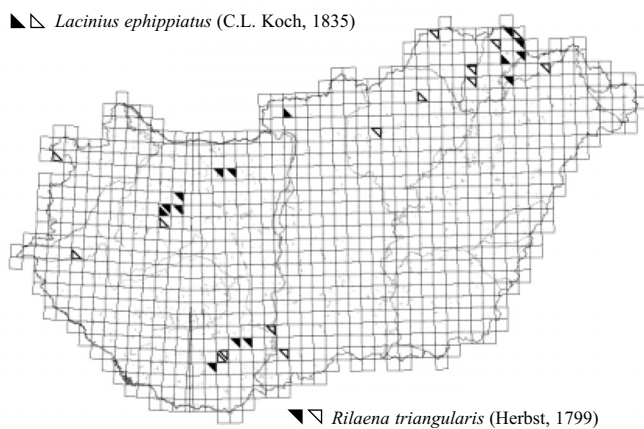 Lacinius ephippiatus (C.L. Koch, 1835)
Rilaena triangularis (Herbst, 1799)